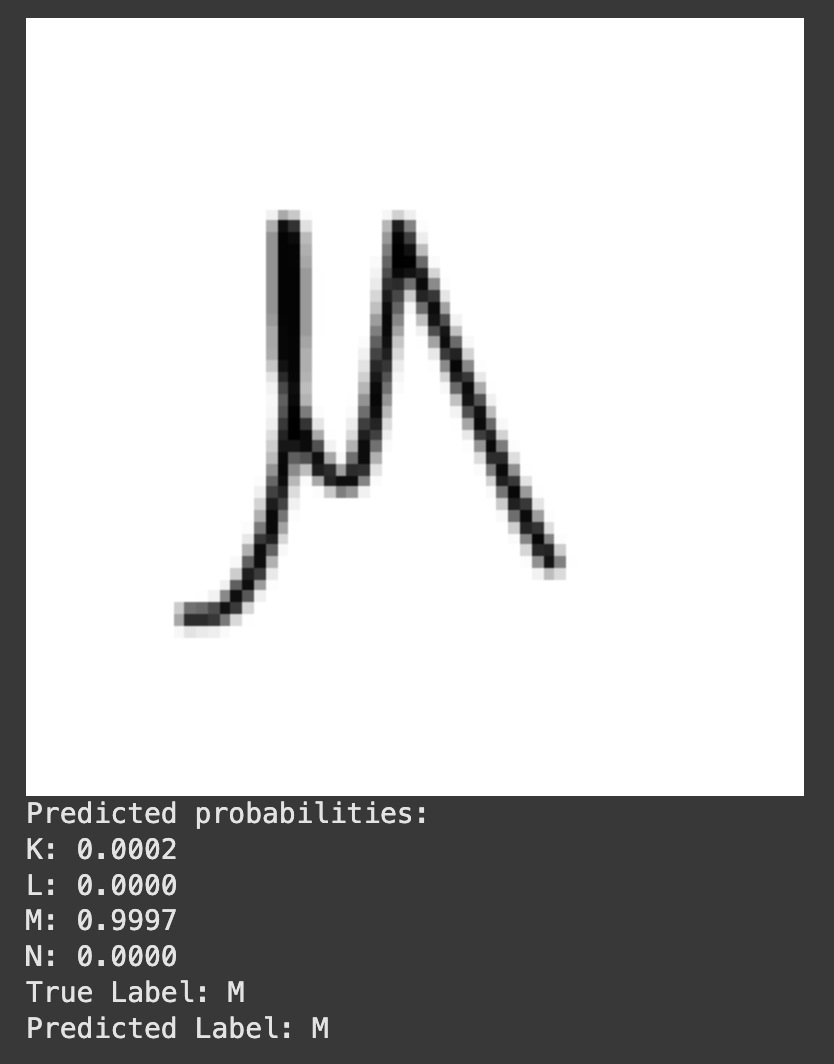 M
Predicted probabilities:
K: 0.0002
L: 0.0000
M: 0.9997
N: 0.0000
True Label: M
Predicted Label: M